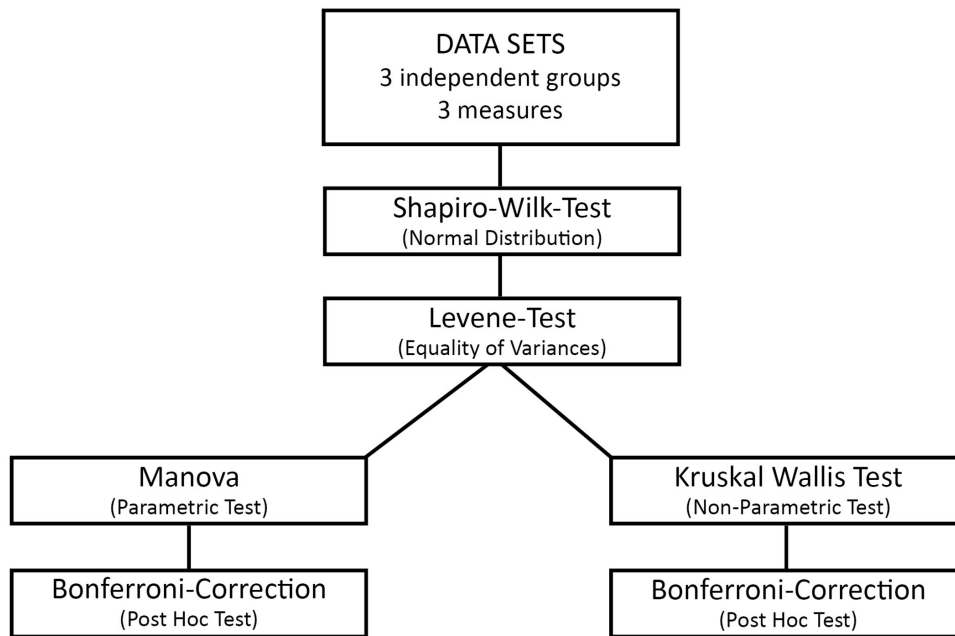 DATA SETS
3 independent groups
3 measures
Shapiro-Wilk-Test
(Normal Distribution)
Levene-Test
(Equality of Variances)
Manova
(Parametric Test)
Kruskal Wallis Test
(Non-Parametric Test)
Bonferroni-Correction
(Post Hoc Test)
Bonferroni-Correction
(Post Hoc Test)